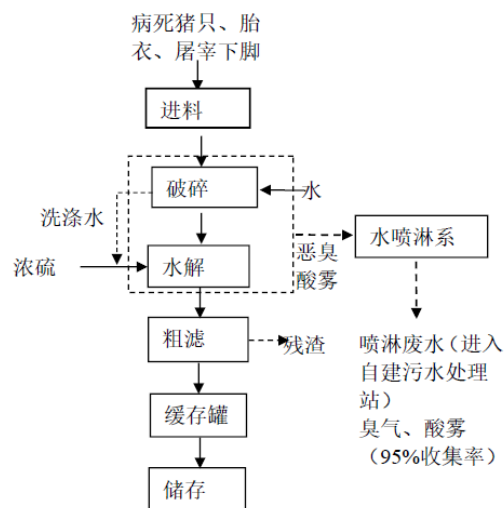 病死猪只、胎
衣、屠宰下脚
进料
破碎
水
洗涤水
浓硫
水解
恶臭
酸雾
水喷淋系
粗滤
残渣
喷淋废水（进入
自建污水处理
站）
臭气、酸雾
（95%收集率）
缓存罐
储存